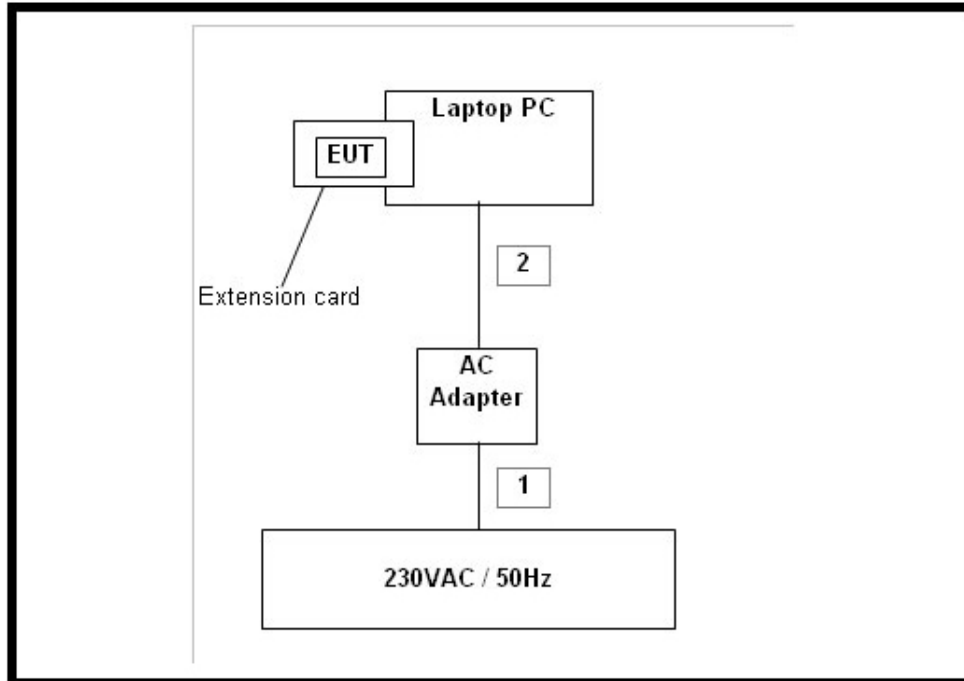 Laptop PC
EUT
2
Extension card
AC
Adapter
1
230VAC / 50Hz